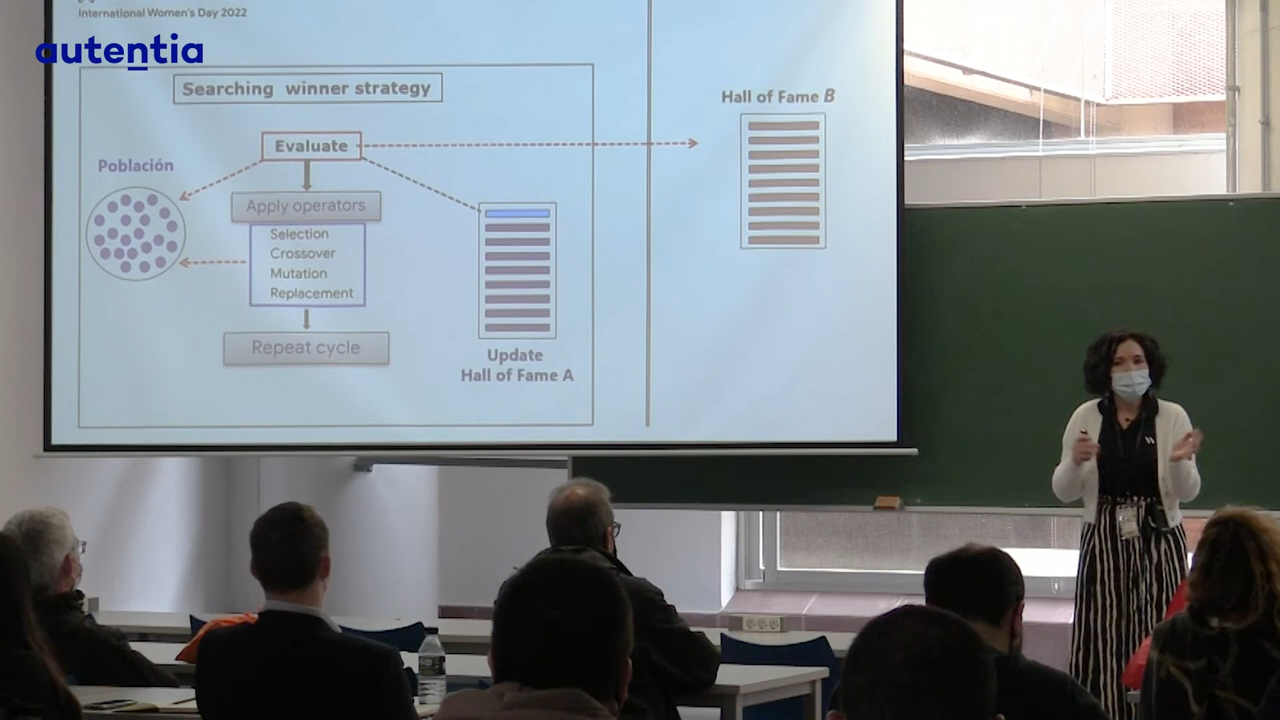 International Women's Day 2022
autentia
Searching winner strategy
Evaluate
Población
Apply operators
Selection
Crossover
Mutation
Replacement
Repeat cycle
Update
Hall of Fame A
Hall of Fame B